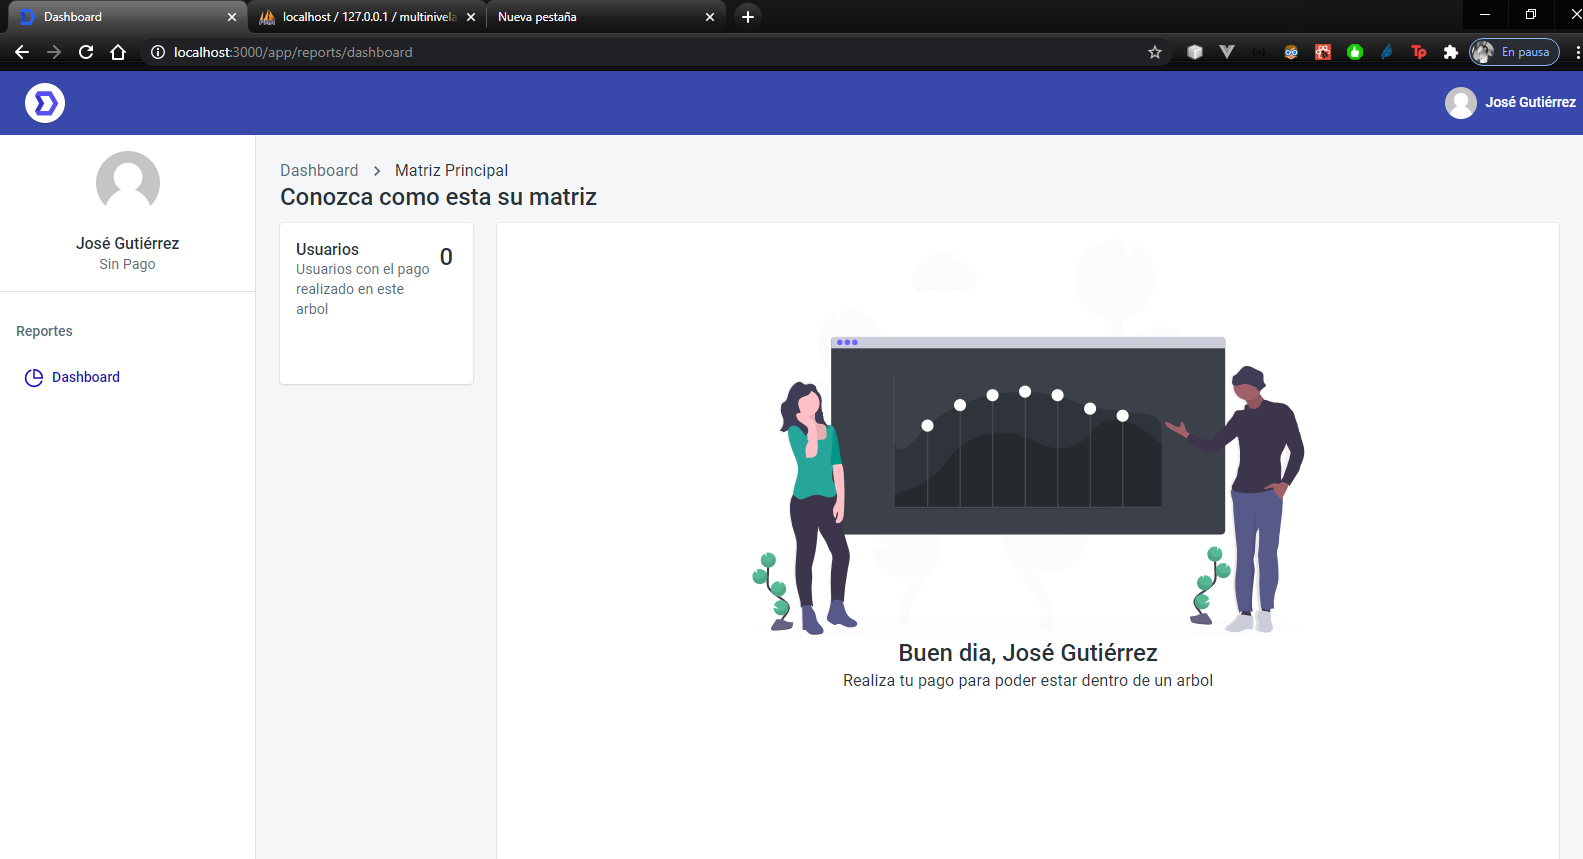 Dashboard
localhost / 127.0.0.1 / multinivela
Nueva pestaña
localhost:3000/app/reports/dashboard
Tp
En pausa
José Gutiérrez
José Gutiérrez
Sin Pago
Reportes
Dashboard
Dashboard > Matriz Principal
Conozca como esta su matriz
Usuarios
0
Usuarios con el pago
realizado en este
arbol
Buen dia, José Gutiérrez
Realiza tu pago para poder estar dentro de un arbol